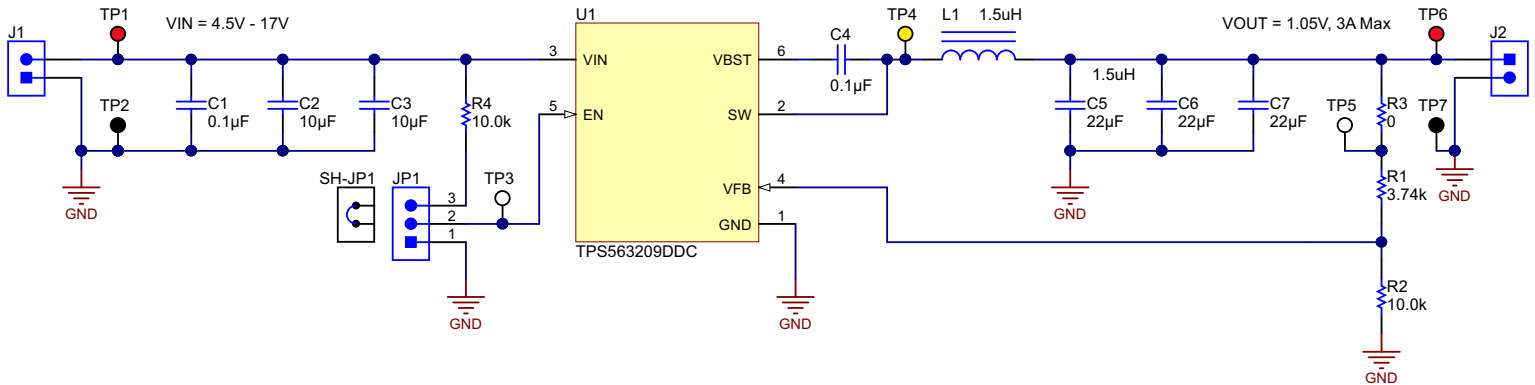 J1
TP1
VIN = 4.5V - 17V
TP2
GND
C1
0.1µF
C2
10µF
C3
10µF
R4
10.0k
SH-JP1
JP1
3
2
1
TP3
GND
U1
3
VIN
5
EN
VBST
6
SW
2
VFB
4
GND
1
TPS563209DDC
GND
C4
0.1µF
TP4
L1
1.5uH
VOUT = 1.05V, 3A Max
1.5uH
C5
22µF
C6
22µF
C7
22µF
GND
TP5
R3
0
R1
3.74k
R2
10.0k
GND
TP6
TP7
GND
J2